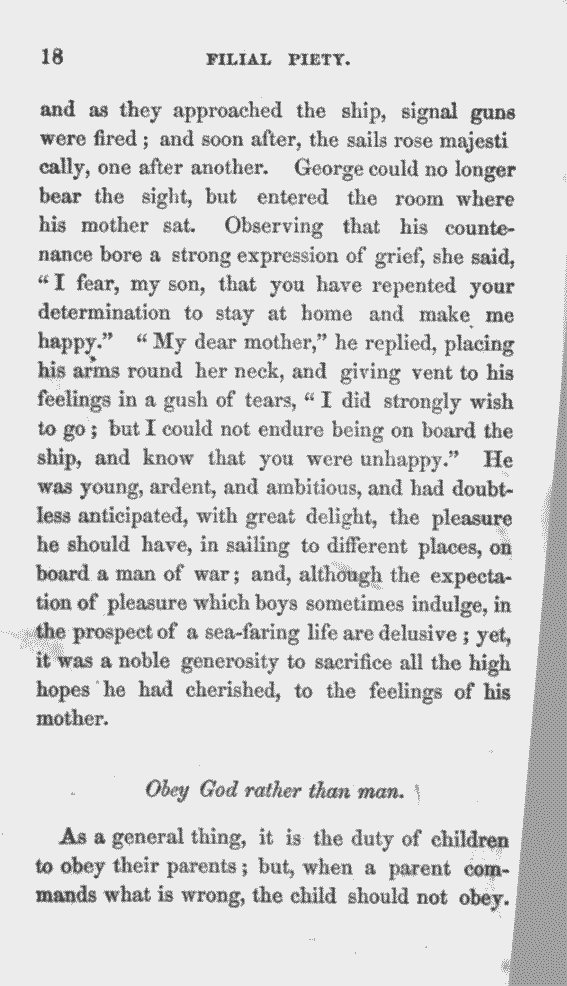 18 FILIAL PIETY.
and as they approached the ship, signal guns
were fired ; and soon after, the sails rose majesti
cally, one after another. George could no longer
bear the sight, but entered the room where
his mother sat. Observing that his counte-
nance bore a strong expression of grief, she said,
“ I fear, my son, that you have repented your
determination to stay at home and make me
happy.” “ My dear mother,” he replied, placing
his arms round her neck, and giving vent to his
feelings in a gush of tears, “ I did strongly wish
to go ; but I could not endure being on board the
ship, and know that you were unhappy.” He
was young, ardent, and ambitious, and had doubt-
less anticipated, with great delight, the pleasure
he should have, in sailing to different places, on
board a man of war ; and, although the expecta-
tion of pleasure which boys sometimes indulge, in
the prospect of a sea-faring life are delusive ; yet,
it was a noble generosity to sacrifice all the high
hopes he had cherished, to the feelings of his
mother.
Obey God rather than man.
As a general thing, it is the duty of children
to obey their parents ; but, when a parent com-
mands what is wrong, the child should not obey.